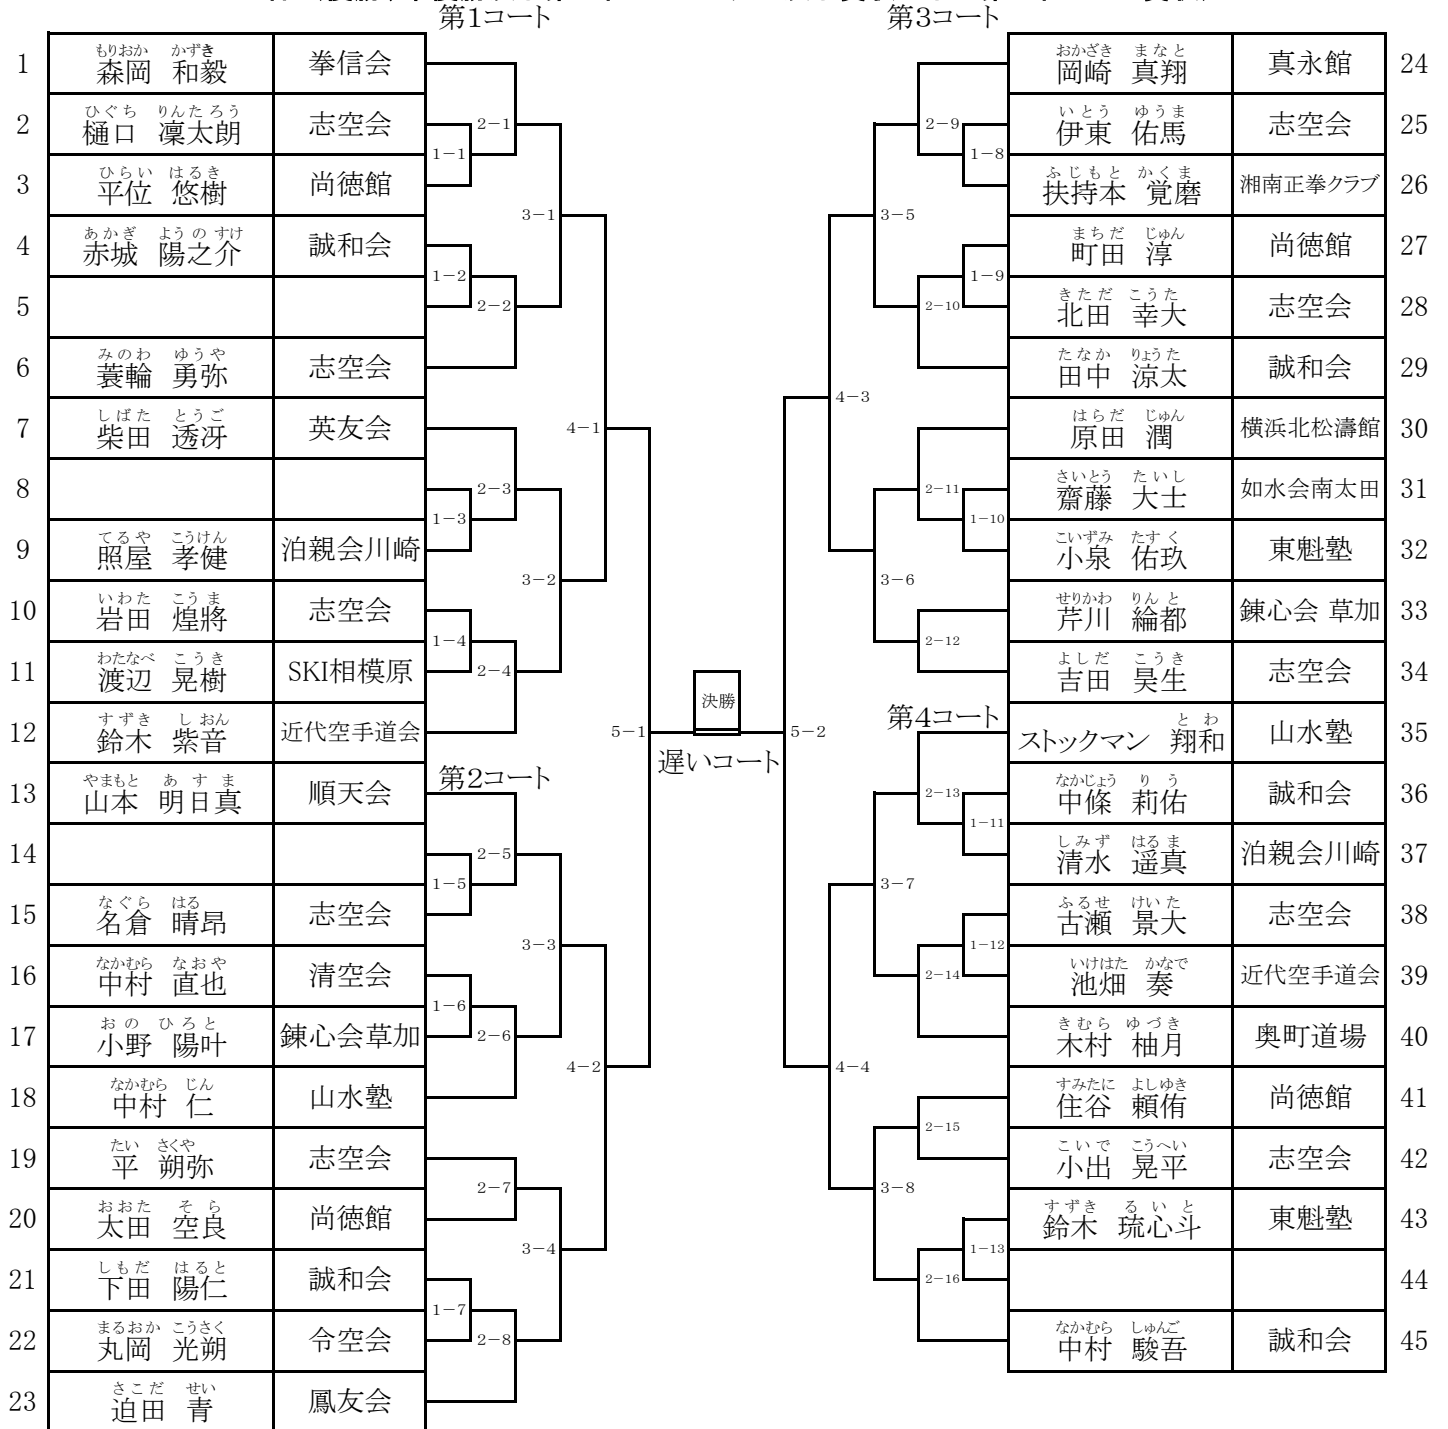 第1コート
1 もりおか かずき 森岡 和毅 拳信会
2 ひぐち りんたろう 樋口 凜太朗 志空会
3 ひらい はるき 平位 悠樹 尚徳館
4 あかぎ ようのすけ 赤城 陽之介 誠和会
5
6 みのわ ゆうや 蓑輪 勇弥 志空会
7 しばた とうご 柴田 透冴 英友会
8
9 てるや こうけん 照屋 孝健 泊親会川崎
10 いわた こうま 岩田 煌將 志空会
11 わたなべ こうき 渡辺 晃樹 SKI相模原
12 すずき しおん 鈴木 紫音 近代空手道会
第2コート
13 やまもと あすま 山本 明日真 順天会
14
15 なぐら はる 名倉 晴昂 志空会
16 なかむら なおや 中村 直也 清空会
17 おの ひろと 小野 陽叶 錬心会草加
18 なかむら じん 中村 仁 山水塾
19 たい さくや 平 朔弥 志空会
20 おおた そら 太田 空良 尚徳館
21 しもだ はると 下田 陽仁 誠和会
22 まるおか こうさく 丸岡 光朔 令空会
23 さこだ せい 迫田 青 鳳友会
1-1
1-2
1-3
1-4
1-5
1-6
1-7
2-1
2-2
2-3
2-4
2-5
2-6
2-7
2-8
3-1
3-2
3-3
3-4
4-1
4-2
5-1
決勝
遅いコート
5-2
4-3
4-4
3-5
3-6
3-7
3-8
2-9
2-10
2-11
2-12
2-13
2-14
2-15
2-16
1-8
1-9
1-10
1-11
1-12
1-13
第3コート
おかざき まなと 岡崎 真翔 真永館 24
いとう ゆうま 伊東 佑馬 志空会 25
ふじもと かくま 扶持本 覚磨 湘南正拳クラブ 26
まちだ じゅん 町田 淳 尚徳館 27
きただ こうた 北田 幸大 志空会 28
たなか りょうた 田中 涼太 誠和会 29
はらだ じゅん 原田 潤 横浜北松濤館 30
さいとう たいし 齋藤 大士 如水会南太田 31
こいずみ たすく 小泉 佑玖 東魁塾 32
せりかわ りんと 芹川 綸都 錬心会 草加 33
よしだ こうき 吉田 昊生 志空会 34
第4コート
とわ ストックマン 翔和 山水塾 35
なかじょう りう 中條 莉佑 誠和会 36
しみず はるま 清水 遥真 泊親会川崎 37
ふるせ けいた 古瀬 景大 志空会 38
いけはた かなで 池畑 奏 近代空手道会 39
きむら ゆづき 木村 柚月 奥町道場 40
すみたに よしゆき 住谷 頼侑 尚徳館 41
こいで こうへい 小出 晃平 志空会 42
すずき るいと 鈴木 琉心斗 東魁塾 43
44
なかむら しゅんご 中村 駿吾 誠和会 45